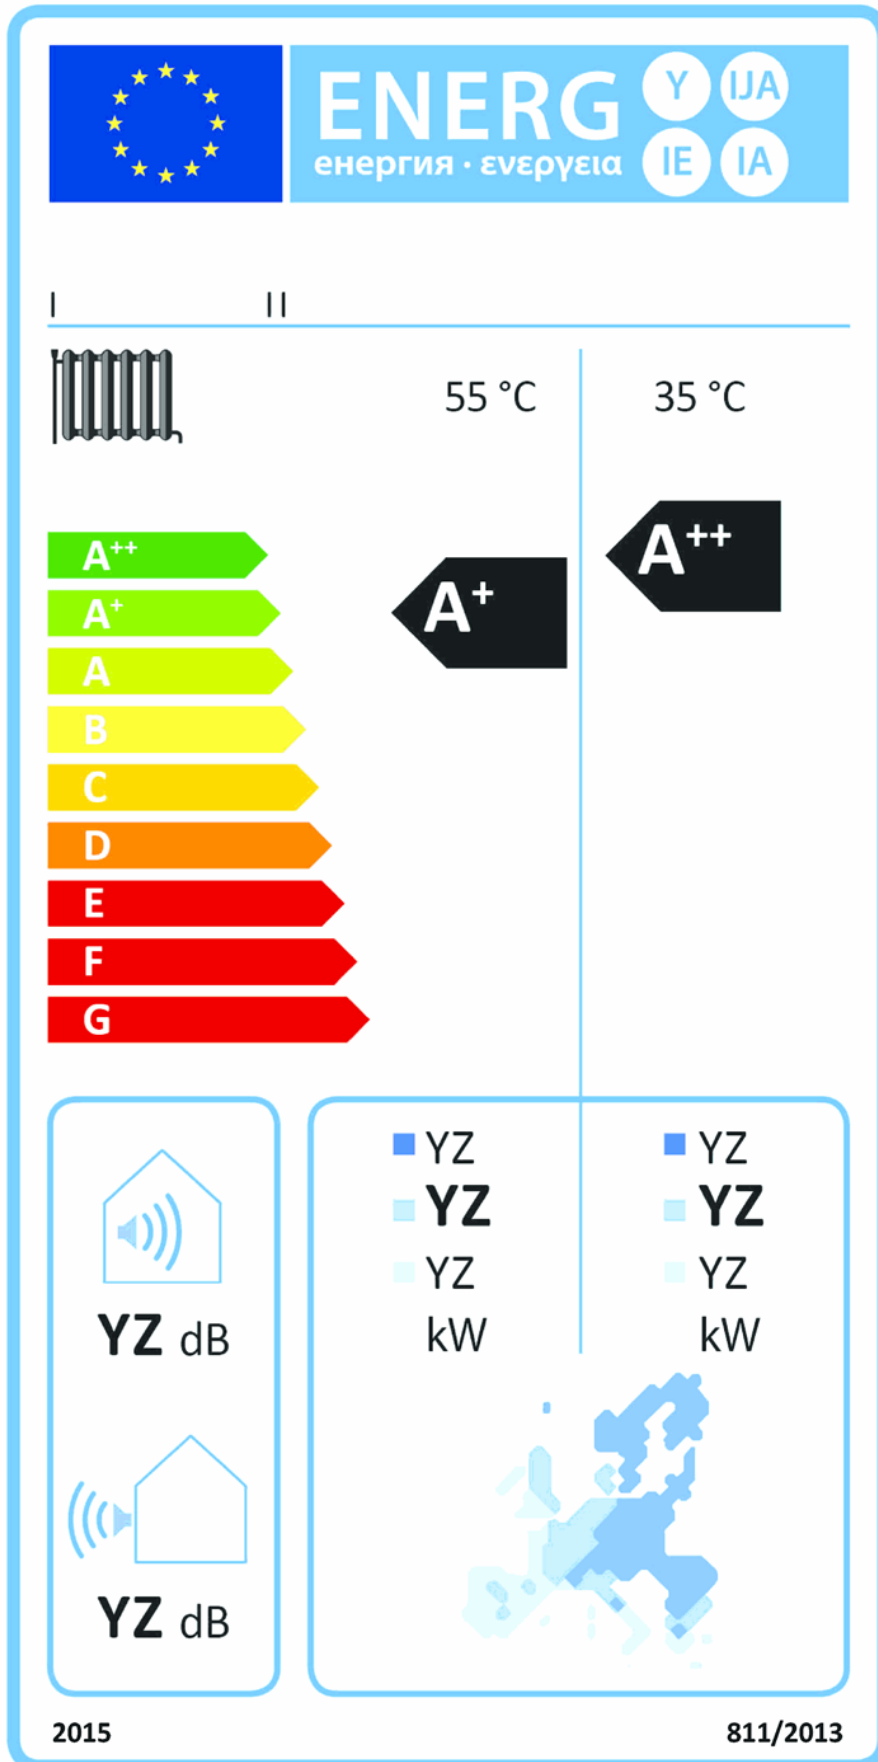 ENERG Y IJA
енергия · ενεργεια IE IA
I II
55 °C 35 °C
A++
A++
A+
A+
A
B
C
D
E
F
G
YZ YZ
YZ YZ
YZ YZ
kW kW
YZ dB
YZ dB
2015 811/2013